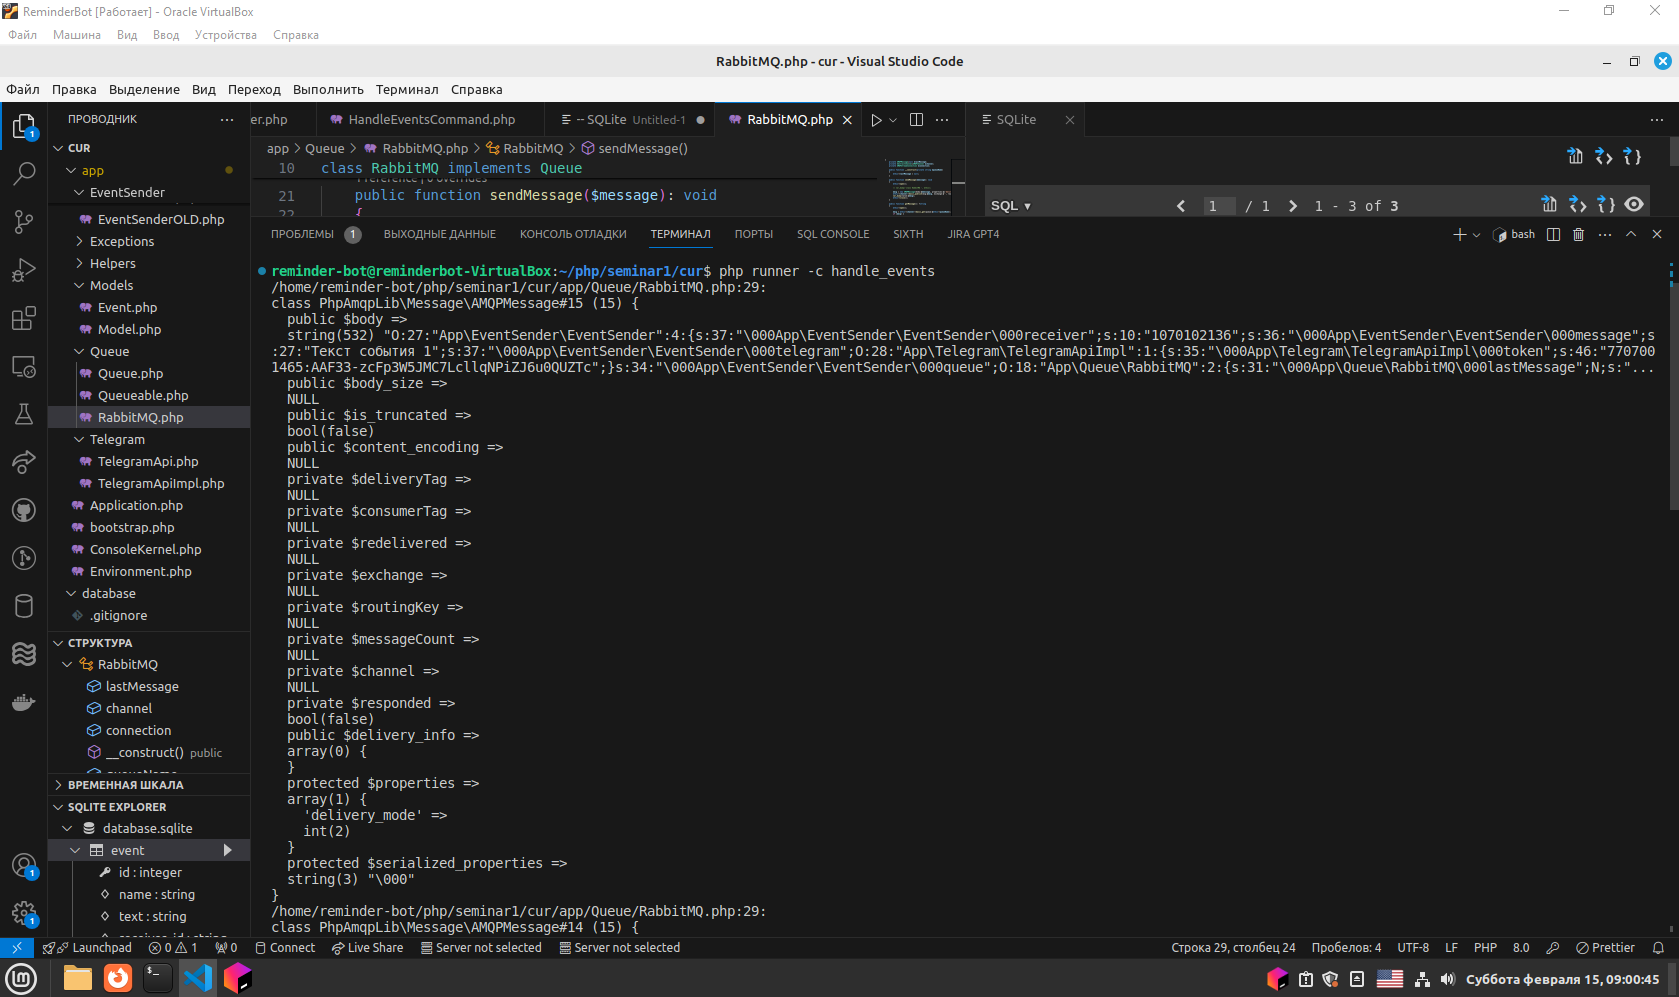 ReminderBot [Работает] - Oracle VirtualBox
Файл Машина Вид Ввод Устройства Справка
RabbitMQ.php - cur - Visual Studio Code
Файл Правка Выделение Вид Переход Выполнить Терминал Справка
ПРОВОДНИК
er.php HandleEventsCommand.php -- SQLite Untitled-1 RabbitMQ.php SQLite
app > Queue > RabbitMQ.php > RabbitMQ > sendMessage()
10 class RabbitMQ implements Queue
21 public function sendMessage($message): void
22 {
SQL 1 / 1 1 - 3 of 3
CUR
app
EventSender
EventSenderOLD.php
Exceptions
Helpers
Models
Event.php
Model.php
Queue
Queue.php
Queueable.php
RabbitMQ.php
Telegram
TelegramApi.php
TelegramApiImpl.php
Application.php
bootstrap.php
ConsoleKernel.php
Environment.php
database
.gitignore
СТРУКТУРА
RabbitMQ
lastMessage
channel
connection
__construct() public
ВРЕМЕННАЯ ШКАЛА
SQLITE EXPLORER
database.sqlite
event
id : integer
name : string
text : string
ПРОБЛЕМЫ 1 ВЫХОДНЫЕ ДАННЫЕ КОНСОЛЬ ОТЛАДКИ ТЕРМИНАЛ ПОРТЫ SQL CONSOLE SIXTH JIRA GPT4 bash
reminder-bot@reminderbot-VirtualBox:~/php/seminar1/cur$ php runner -c handle_events
/home/reminder-bot/php/seminar1/cur/app/Queue/RabbitMQ.php:29:
class PhpAmqpLib\Message\AMQPMessage#15 (15) {
public $body =>
string(532) "O:27:"App\EventSender\EventSender":4:{s:37:"\000App\EventSender\EventSender\000receiver";s:10:"1070102136";s:36:"\000App\EventSender\EventSender\000message";s
:27:"Текст события 1";s:37:"\000App\EventSender\EventSender\000telegram";O:28:"App\Telegram\TelegramApiImpl":1:{s:35:"\000App\Telegram\TelegramApiImpl\000token";s:46:"770700
1465:AAF33-zcFp3W5JMC7LcllqNPiZJ6u0QUZTc";}s:34:"\000App\EventSender\EventSender\000queue";O:18:"App\Queue\RabbitMQ":2:{s:31:"\000App\Queue\RabbitMQ\000lastMessage";N;s:"...
public $body_size =>
NULL
public $is_truncated =>
bool(false)
public $content_encoding =>
NULL
private $deliveryTag =>
NULL
private $consumerTag =>
NULL
private $redelivered =>
NULL
private $exchange =>
NULL
private $routingKey =>
NULL
private $messageCount =>
NULL
private $channel =>
NULL
private $responded =>
bool(false)
public $delivery_info =>
array(0) {
}
protected $properties =>
array(1) {
'delivery_mode' =>
int(2)
}
protected $serialized_properties =>
string(3) "\000"
}
/home/reminder-bot/php/seminar1/cur/app/Queue/RabbitMQ.php:29:
class PhpAmqpLib\Message\AMQPMessage#14 (15) {
Launchpad 0 1 0 Connect Live Share Server not selected Server not selected Строка 29, столбец 24 Пробелов: 4 UTF-8 LF PHP 8.0 Prettier
Суббота февраля 15, 09:00:45